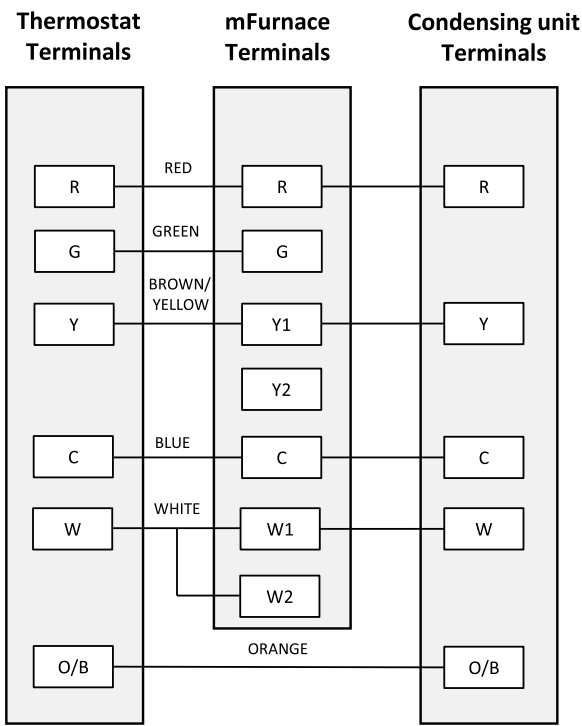 Thermostat
Terminals
mFurnace
Terminals
Condensing unit
Terminals
RED
R
R
R
GREEN
G
G
BROWN/
YELLOW
Y
Y1
Y
Y2
BLUE
C
C
C
WHITE
W
W1
W
W2
ORANGE
O/B
O/B